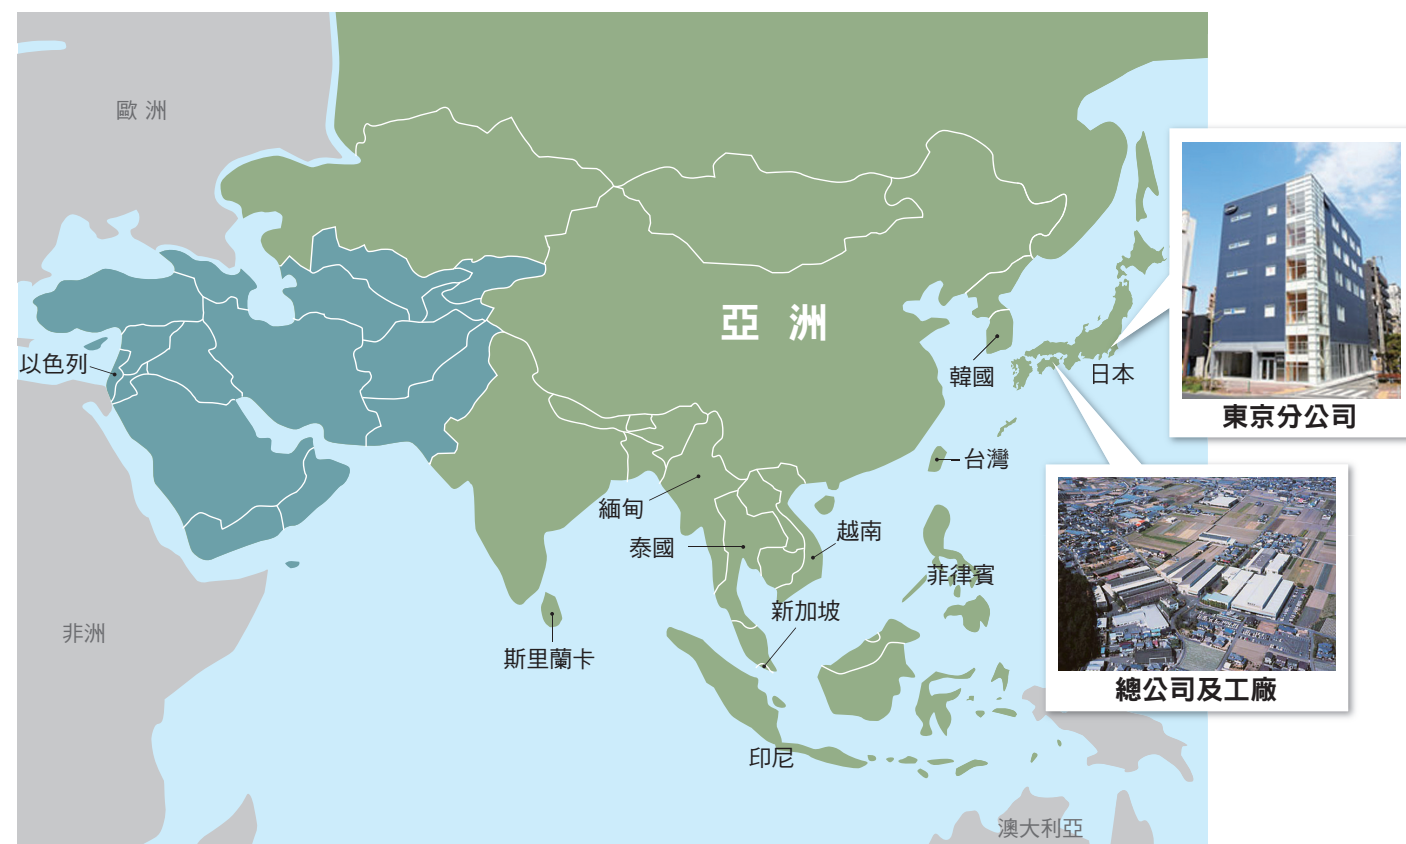 歐 洲
亞 洲
以色列
韓國
日本
東京分公司
台灣
緬甸
泰國
越南
菲律賓
新加坡
非洲
斯里蘭卡
總公司及工廠
印尼
澳大利亞